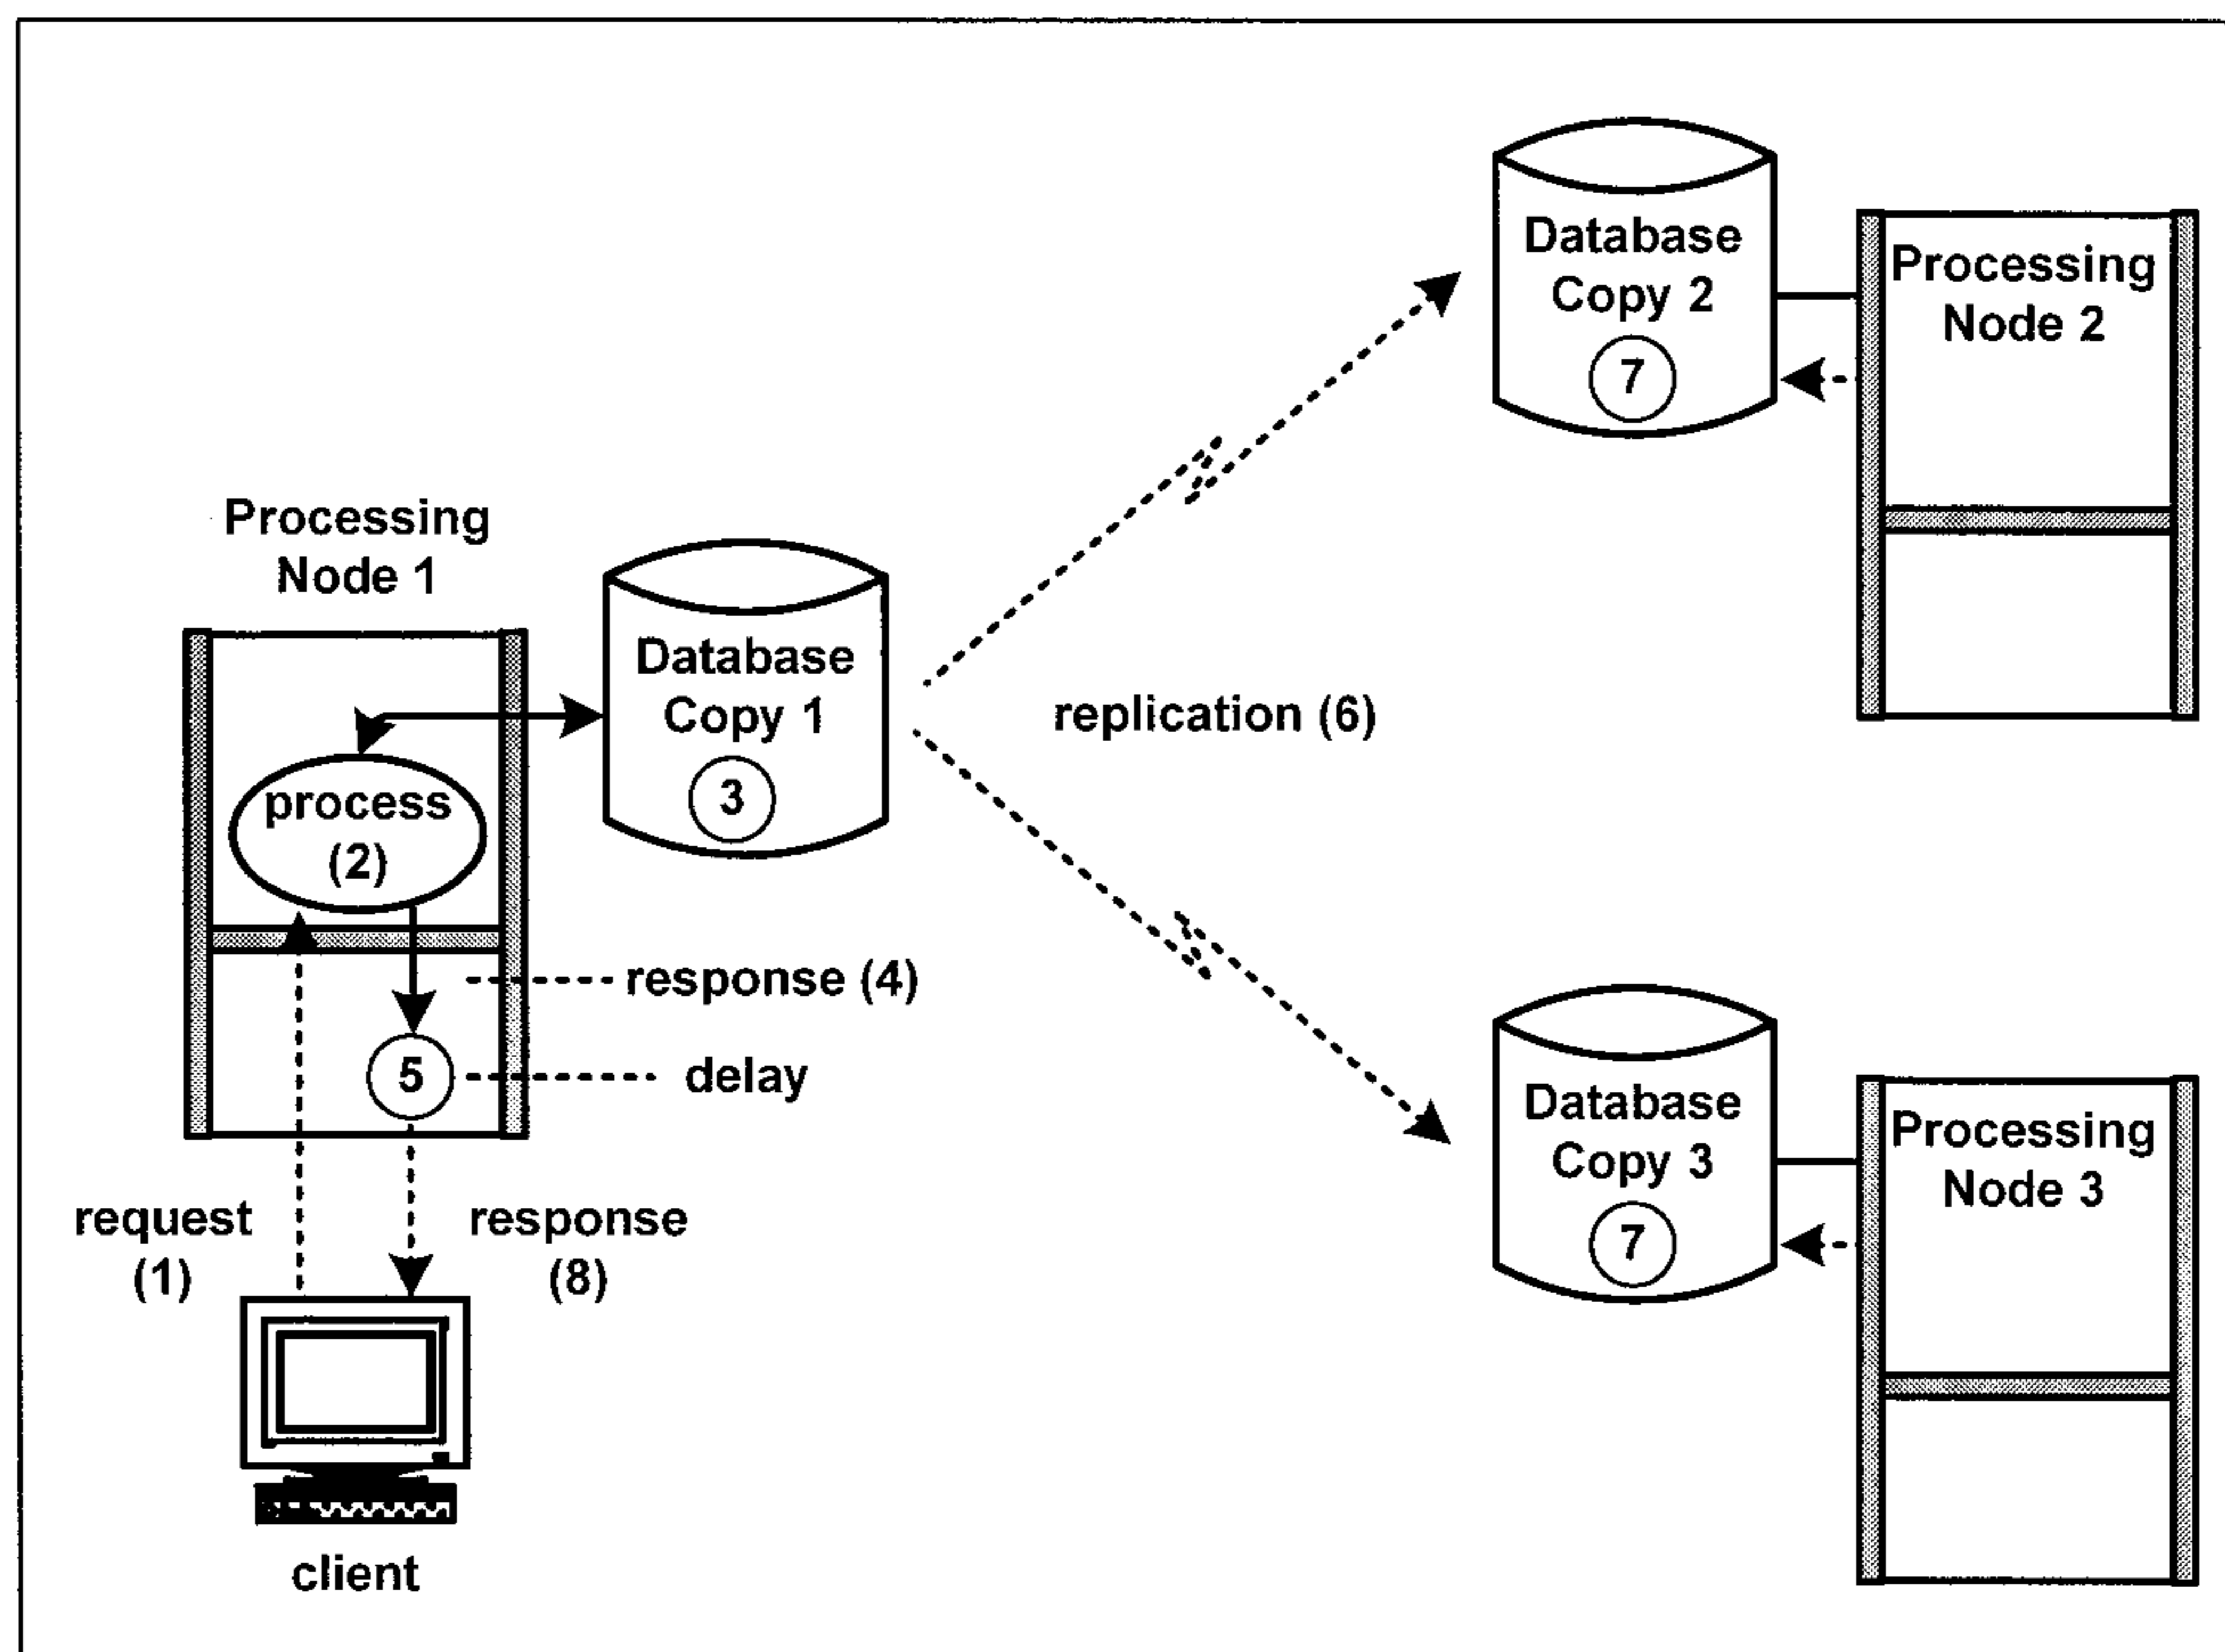 Database
Copy 2
7
Processing
Node 2
Processing
Node 1
Database
Copy 1
3
replication (6)
process
(2)
response (4)
5
delay
Database
Copy 3
7
Processing
Node 3
request
(1)
response
(8)
client